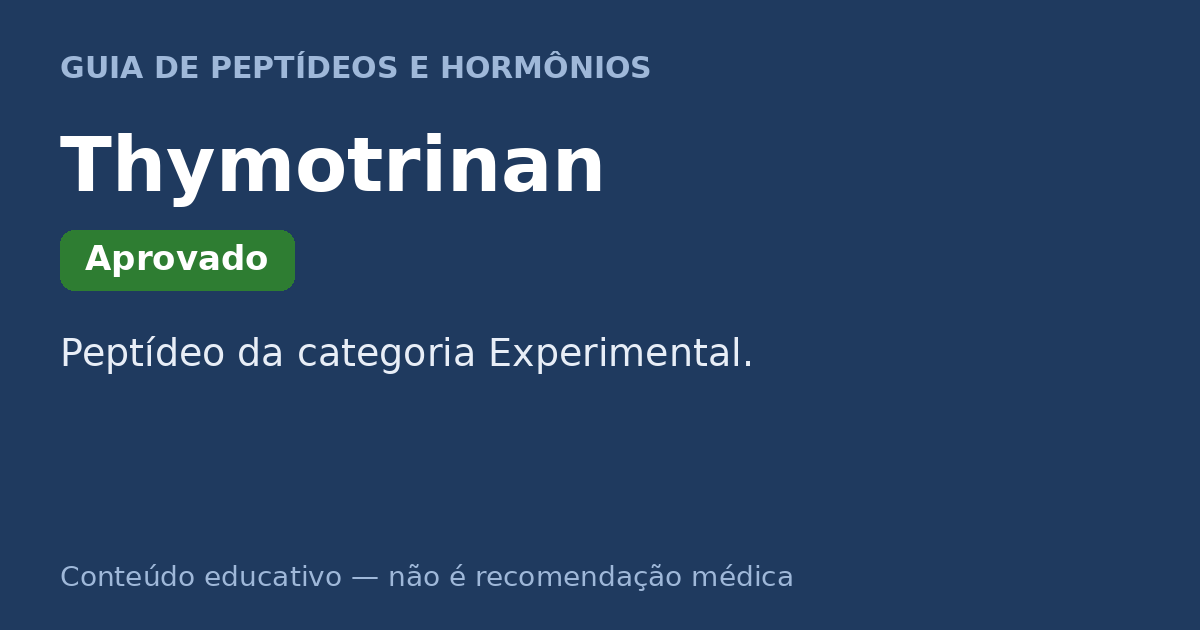 GUIA DE PEPTÍDEOS E HORMÔNIOS
Thymotrinan
Aprovado
Peptídeo da categoria Experimental.
Conteúdo educativo — não é recomendação médica